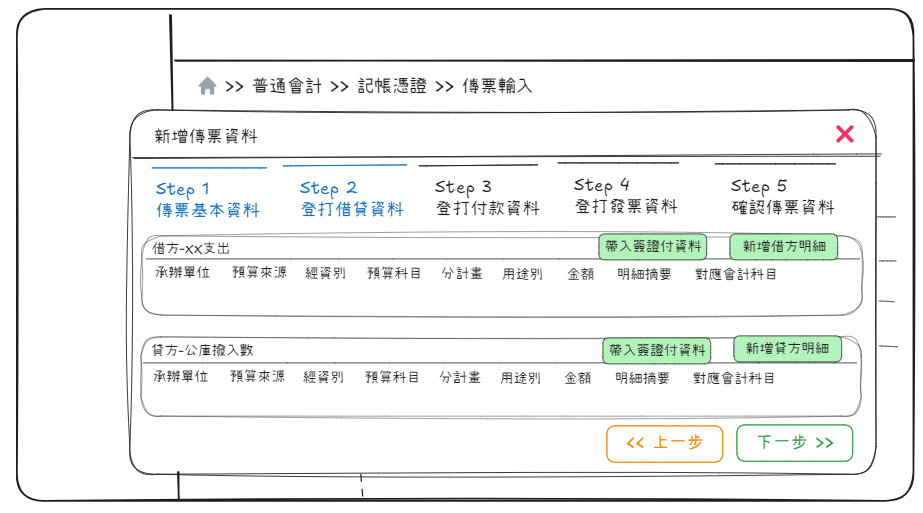 >> 普通會計 >> 記帳憑證 >> 傳票輸入
新增傳票資料
Step 1
傳票基本資料
Step 2
登打借貸資料
Step 3
登打付款資料
Step 4
登打發票資料
Step 5
確認傳票資料
借方-XX支出
帶入簽證付資料
新增借方明細
承辦單位 預算來源 經資別 預算科目 分計畫 用途別 金額 明細摘要 對應會計科目
貸方-公庫撥入數
帶入簽證付資料
新增貸方明細
承辦單位 預算來源 經資別 預算科目 分計畫 用途別 金額 明細摘要 對應會計科目
<< 上一步
下一步 >>